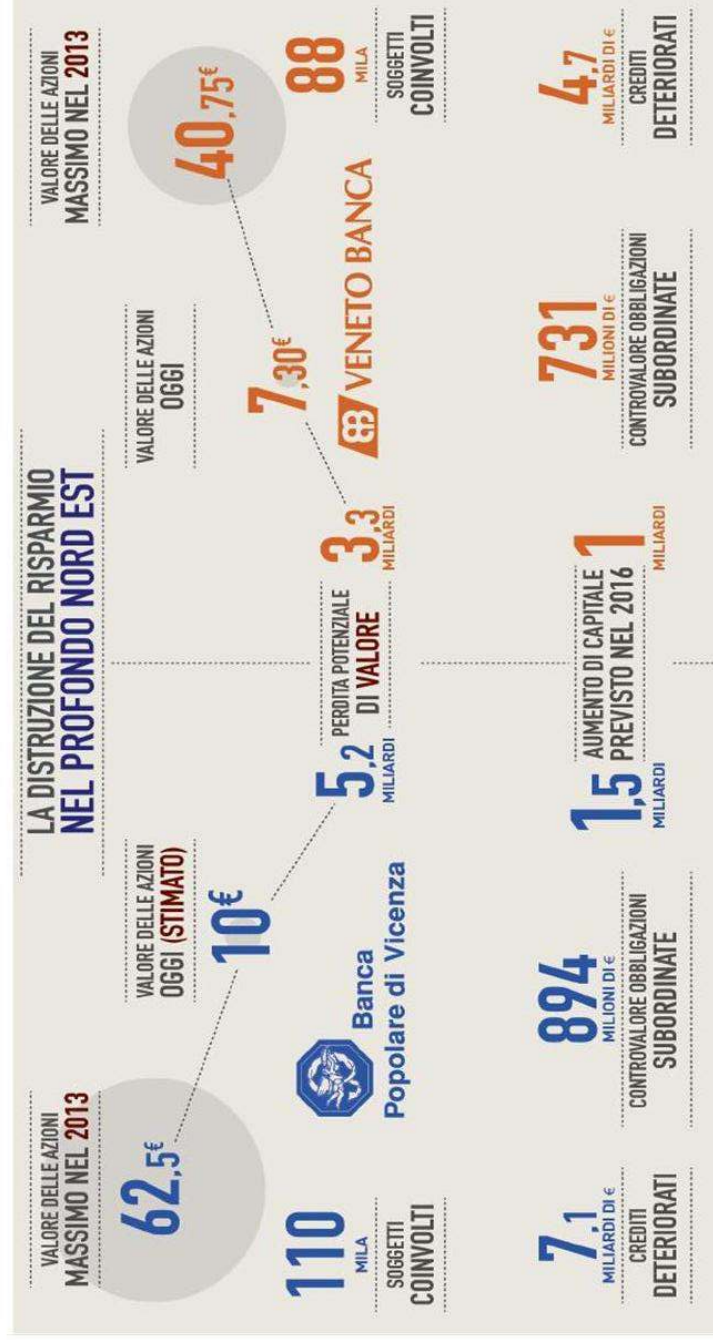 LA DISTRUZIONE DEL RISPARMIO
NEL PROFONDO NORD EST
VALORE DELLE AZIONI
MASSIMO NEL 2013
62,5€
VALORE DELLE AZIONI
OGGI (STIMATO)
10€
VALORE DELLE AZIONI
OGGI
7,30€
VALORE DELLE AZIONI
MASSIMO NEL 2013
40,75€
110
MILA
SOGGETTI
COINVOLTI
Banca
Popolare di Vicenza
5,2
MILIARDI
PERDITA POTENZIALE
DI VALORE
3,3
MILIARDI
VENETO BANCA
88
MILA
SOGGETTI
COINVOLTI
7,1
MILIARDI DI €
CREDITI
DETERIORATI
894
MILIONI DI €
CONTROVALORE OBBLIGAZIONI
SUBORDINATE
1,5
MILIARDI
AUMENTO DI CAPITALE
PREVISTO NEL 2016
1
MILIARDI
731
MILIONI DI €
CONTROVALORE OBBLIGAZIONI
SUBORDINATE
4,7
MILIARDI DI €
CREDITI
DETERIORATI